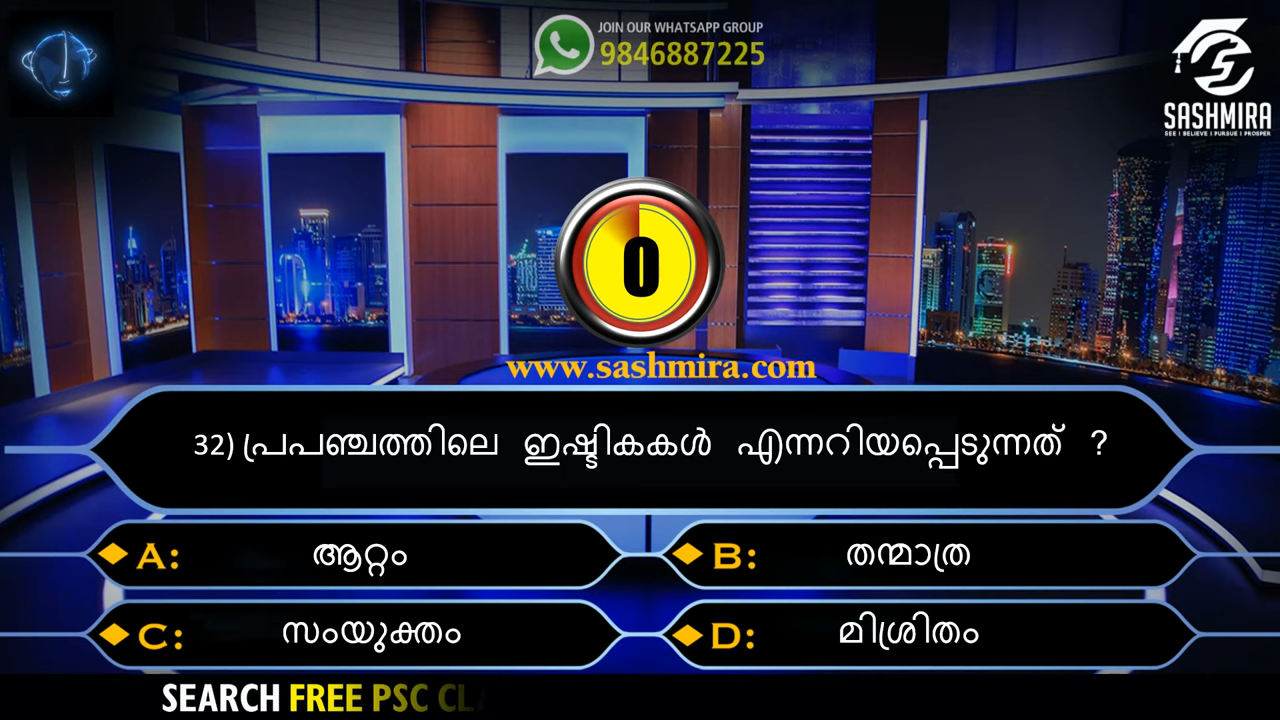 JOIN OUR WHATSAPP GROUP
9846887225
SASHMIRA
SEE I BELIEVE I PURSUE I PROSPER
0
www.sashmira.com
32) പ്രപഞ്ചത്തിലെ ഇഷ്ടികകൾ എന്നറിയപ്പെടുന്നത് ?
A: ആറ്റം
B: തന്മാത്ര
C: സംയുക്തം
D: മിശ്രിതം
SEARCH FREE PSC CL